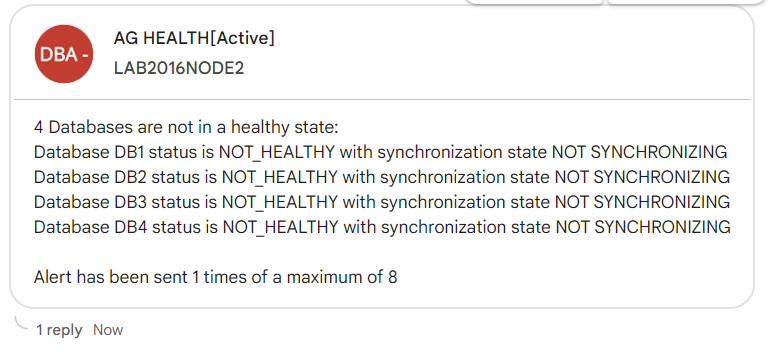 DBA -
AG HEALTH[Active]
LAB2016NODE2
4 Databases are not in a healthy state:
Database DB1 status is NOT_HEALTHY with synchronization state NOT SYNCHRONIZING
Database DB2 status is NOT_HEALTHY with synchronization state NOT SYNCHRONIZING
Database DB3 status is NOT_HEALTHY with synchronization state NOT SYNCHRONIZING
Database DB4 status is NOT_HEALTHY with synchronization state NOT SYNCHRONIZING
Alert has been sent 1 times of a maximum of 8
1 reply Now